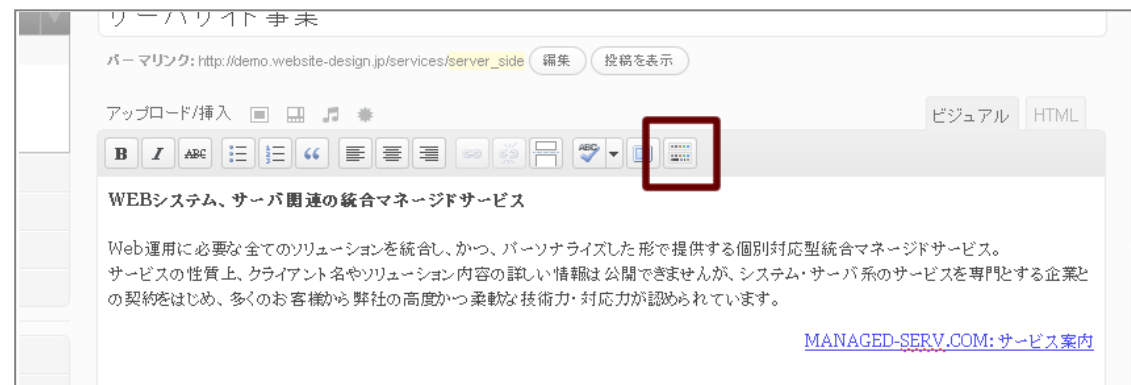 サーバサイド事業
パーマリンク: http://demo.website-design.jp/services/server_side 編集 投稿を表示
アップロード/挿入 ビジュアル HTML
B I ABC ABC
WEBシステム、サーバ関連の統合マネージドサービス
Web運用に必要な全てのソリューションを統合し、かつ、パーソナライズした形で提供する個別対応型統合マネージドサービス。
サービスの性質上、クライアント名やソリューション内容の詳しい情報は公開できませんが、システム・サーバ系のサービスを専門とする企業と
の契約をはじめ、多くのお客様から弊社の高度かつ柔軟な技術力・対応力が認められています。
MANAGED-SERV.COM: サービス案内